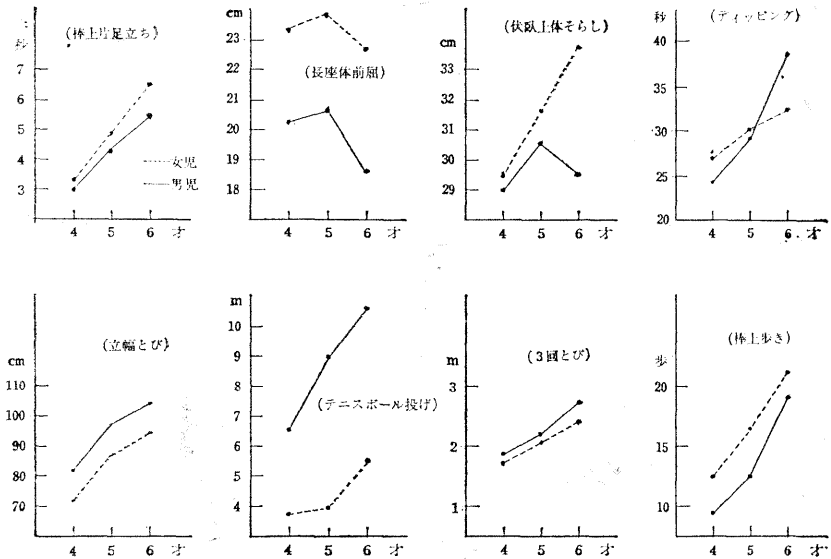 秒
(棒上片足立ち)
7
6
5
4
3
女児
男児
4 5 6 才
cm
23
22
21
20
19
18
(長座体前屈)
4 5 6 才
cm
(伏臥上体そらし)
33
32
31
30
29
4 5 6 才
秒
(ディッピング)
40
35
30
25
20
4 5 6 才
cm
(立幅とび)
110
100
90
80
70
4 5 6 才
m
10
9
8
7
6
5
4
(テニスボール投げ)
4 5 6 才
m
(3回とび)
3
2
1
4 5 6 才
歩
(棒上歩き)
20
15
10
4 5 6 才